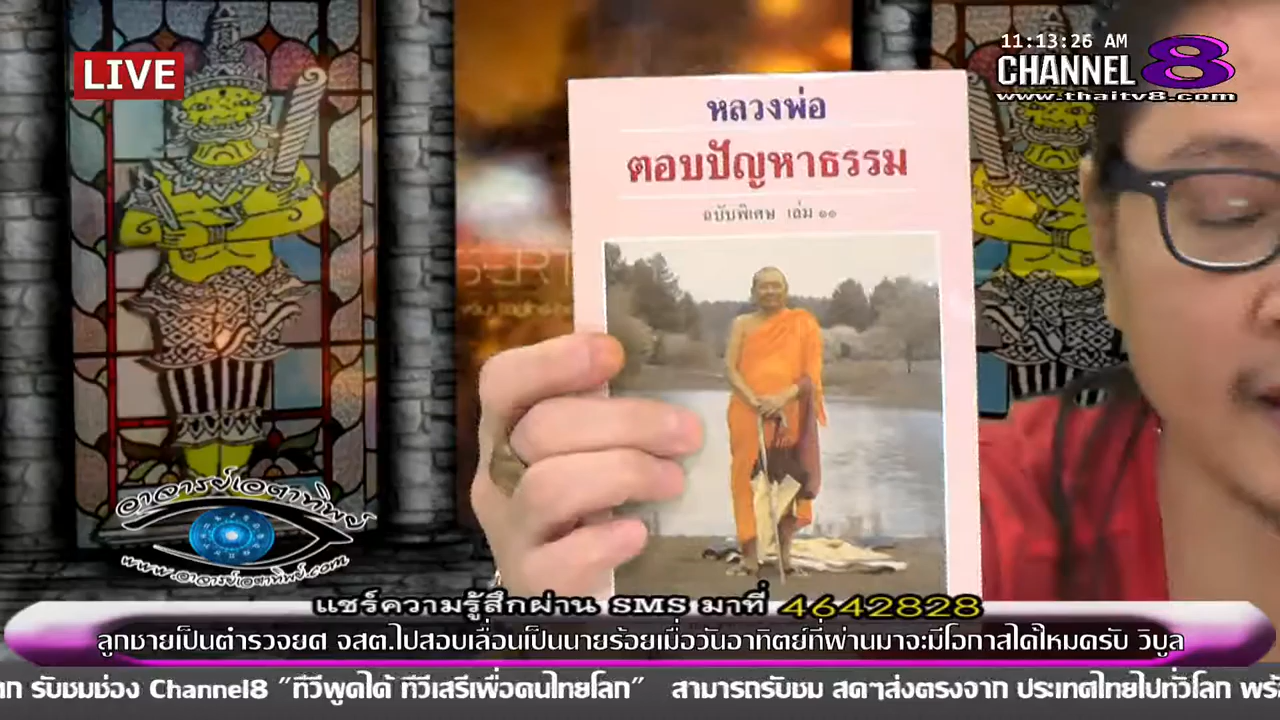 LIVE
11:13:26 AM
CHANNEL 8
www.thaitv8.com
หลวงพ่อ
ตอบปัญหาธรรม
ฉบับพิเศษ เล่ม ๑๑
อาจารย์เอตาทิพย์
www.อาจารย์เอตาทิพย์.com
แชร์ความรู้สึกผ่าน SMS มาที่ 4642828
ลูกชายเป็นตำรวจยศ จสต.ไปสอบเลื่อนเป็นนายร้อยเมื่อวันอาทิตย์ที่ผ่านมาจะมีโอกาสได้ไหมครับ วิบูล
รับชมช่อง Channel8 "ทีวีพูดได้ ทีวีเสรีเพื่อคนไทยโลก" สามารถรับชม สดๆส่งตรงจาก ประเทศไทยไปทั่วโลก